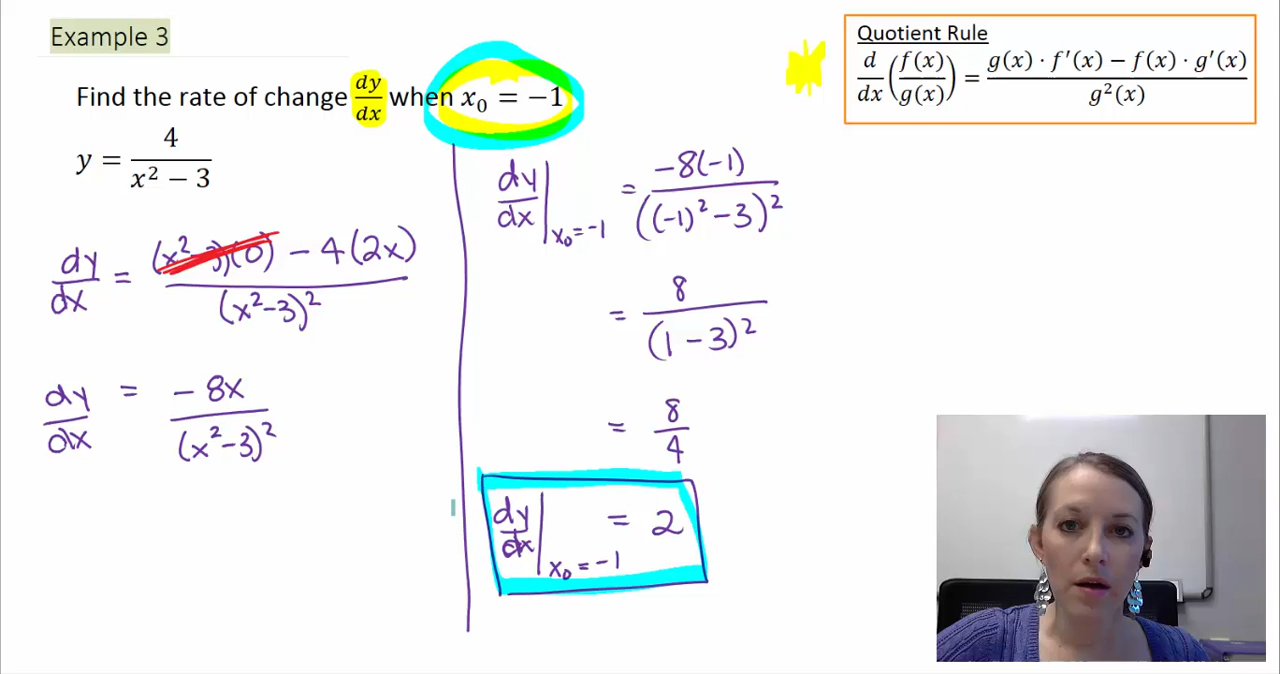 Example 3
Find the rate of change dy/dx when x₀ = −1
y = 4/(x² − 3)
dy/dx = ((x²−3)(0) − 4(2x))/(x²−3)²
dy/dx = −8x/(x²−3)²
dy/dx|x₀=−1 = −8(−1)/((−1)²−3)²
= 8/(1−3)²
= 8/4
dy/dx|x₀=−1 = 2
Quotient Rule
d/dx (f(x)/g(x)) = (g(x) · f′(x) − f(x) · g′(x))/g²(x)